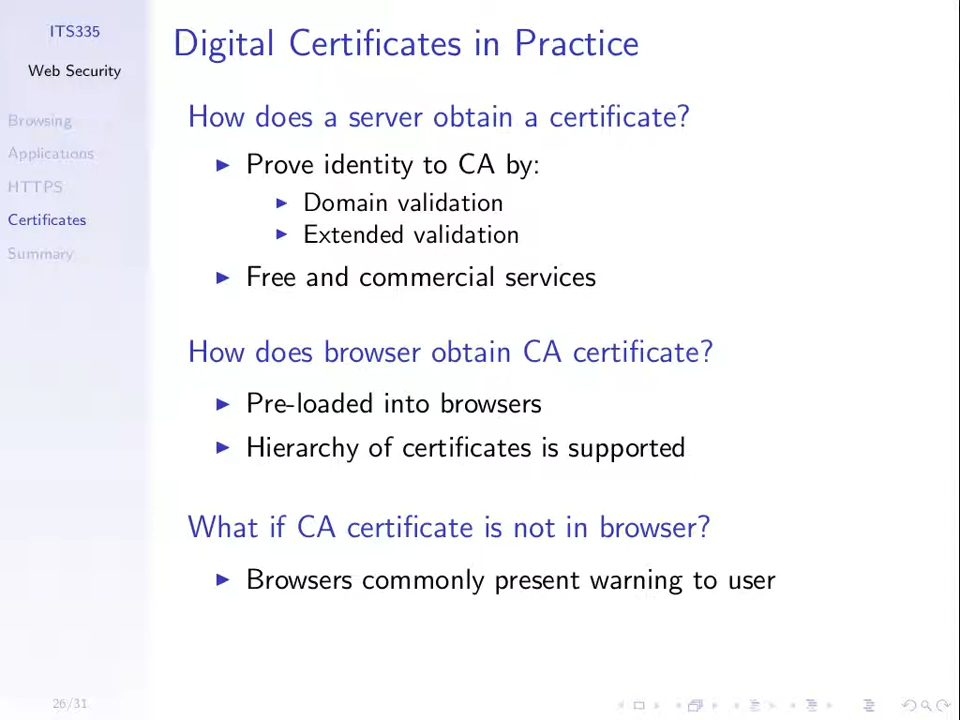 ITS335
Web Security
Browsing
Applications
HTTPS
Certificates
Summary
Digital Certificates in Practice
How does a server obtain a certificate?
Prove identity to CA by:
Domain validation
Extended validation
Free and commercial services
How does browser obtain CA certificate?
Pre-loaded into browsers
Hierarchy of certificates is supported
What if CA certificate is not in browser?
Browsers commonly present warning to user
26/31